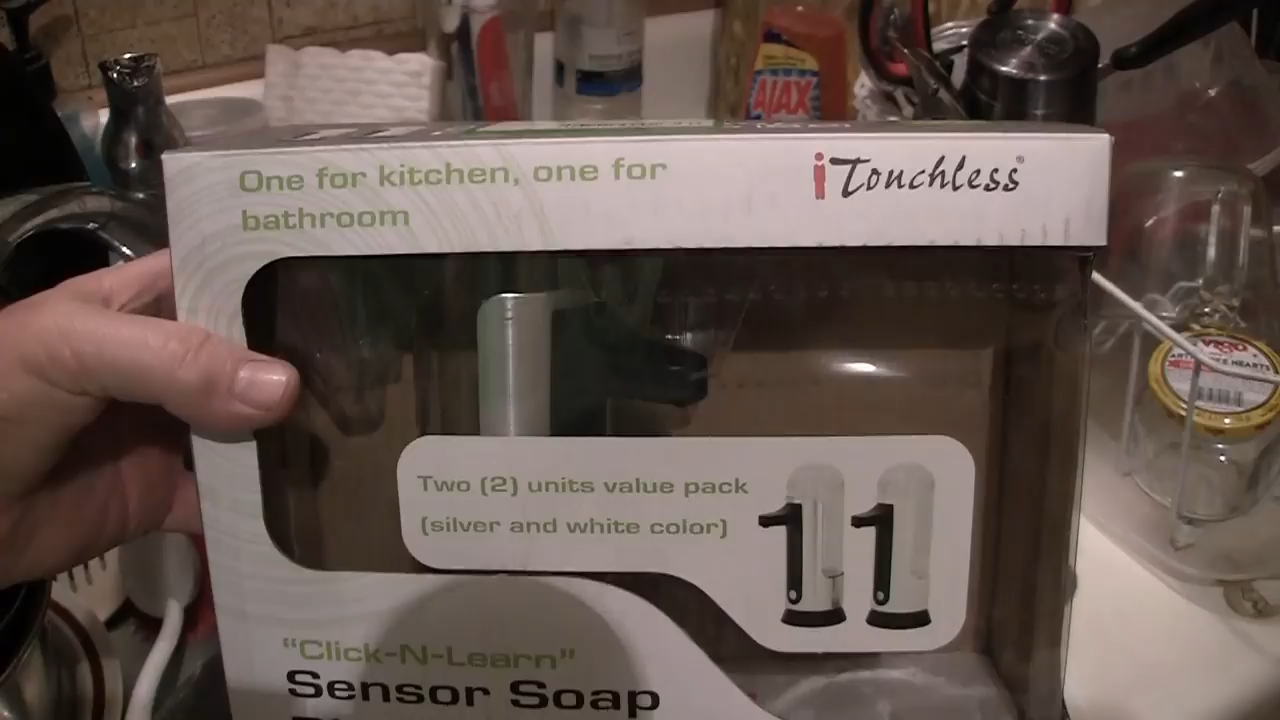 AJAX
One for kitchen, one for
bathroom
iTouchless®
HEARTS
Two (2) units value pack
(silver and white color)
"Click-N-Learn"
Sensor Soap